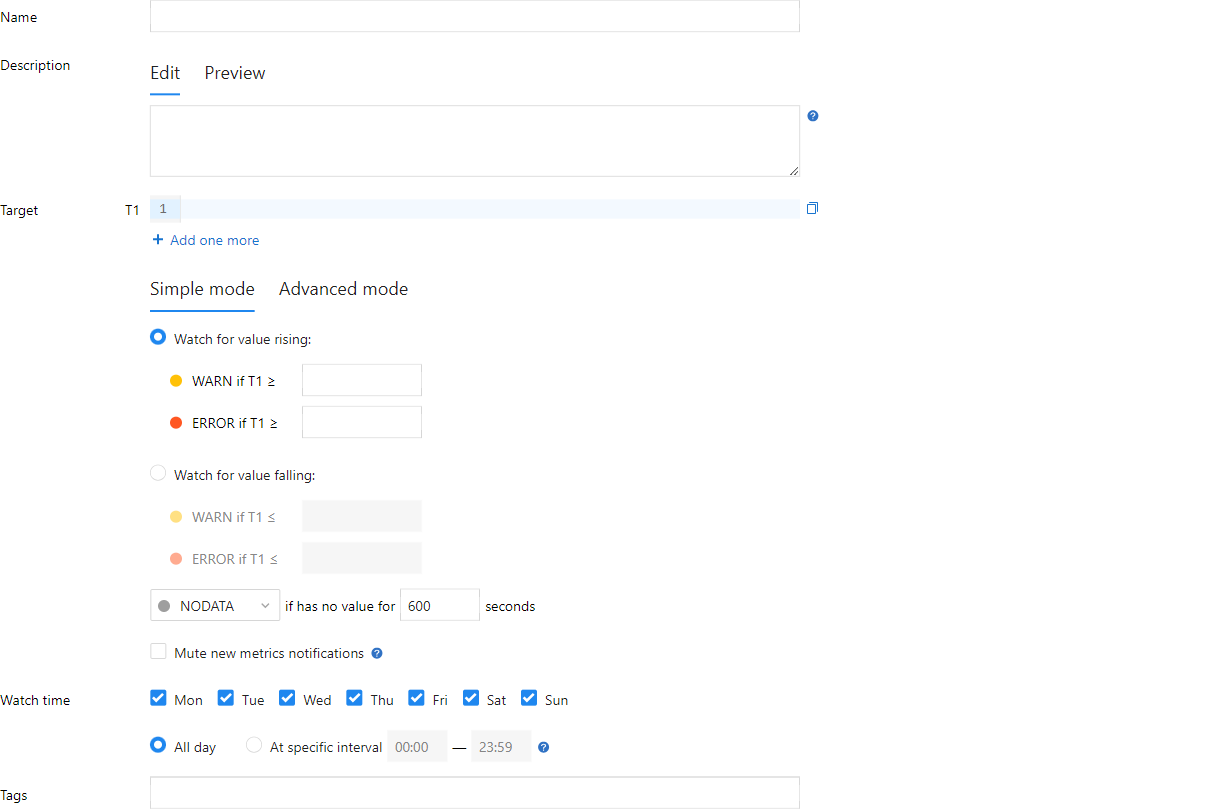 Name
Description
Edit Preview
Target T1 1
Add one more
Simple mode Advanced mode
Watch for value rising:
WARN if T1 ≥
ERROR if T1 ≥
Watch for value falling:
WARN if T1 ≤
ERROR if T1 ≤
NODATA if has no value for 600 seconds
Mute new metrics notifications
Watch time Mon Tue Wed Thu Fri Sat Sun
All day At specific interval 00:00 — 23:59
Tags